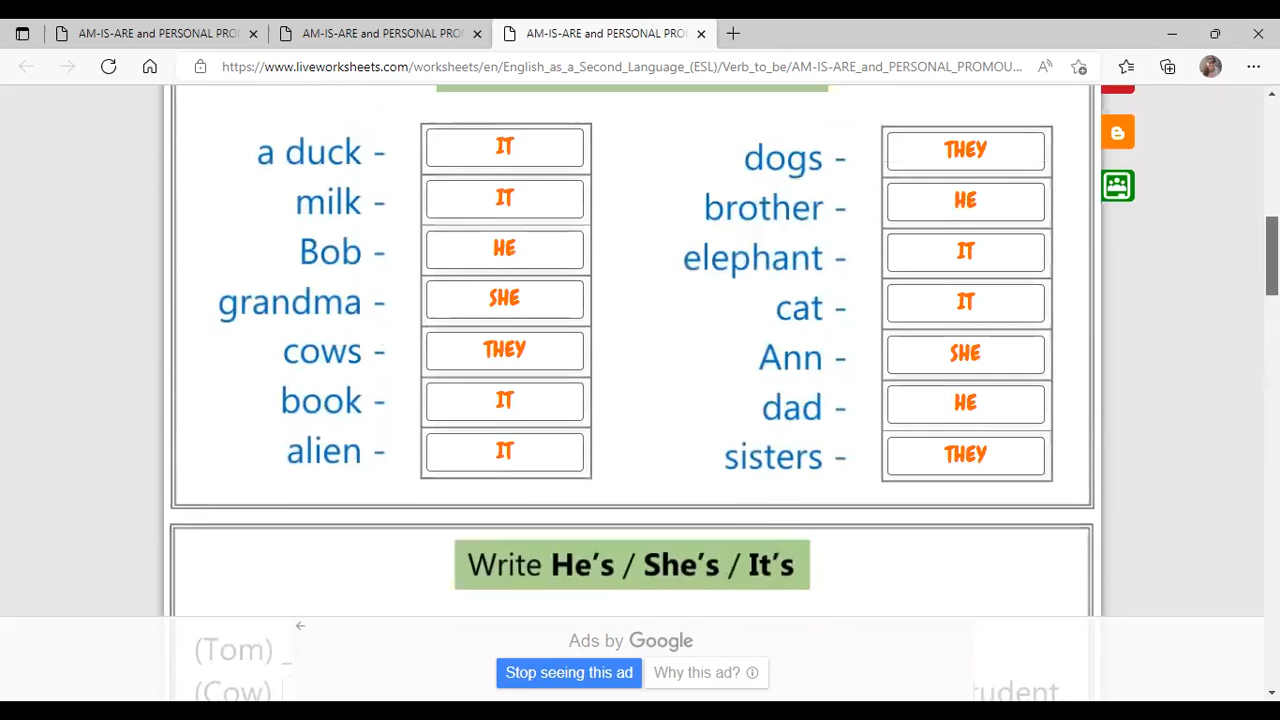 AM-IS-ARE and PERSONAL PRO
AM-IS-ARE and PERSONAL PRO
AM-IS-ARE and PERSONAL PRO
https://www.liveworksheets.com/worksheets/en/English_as_a_Second_Language_(ESL)/Verb_to_be/AM-IS-ARE_and_PERSONAL_PROMOU...
a duck - IT
milk - IT
Bob - HE
grandma - SHE
cows - THEY
book - IT
alien - IT
dogs - THEY
brother - HE
elephant - IT
cat - IT
Ann - SHE
dad - HE
sisters - THEY
Write He's / She's / It's
Ads by Google
(Tom) _
Stop seeing this ad
Why this ad?
(Cow)